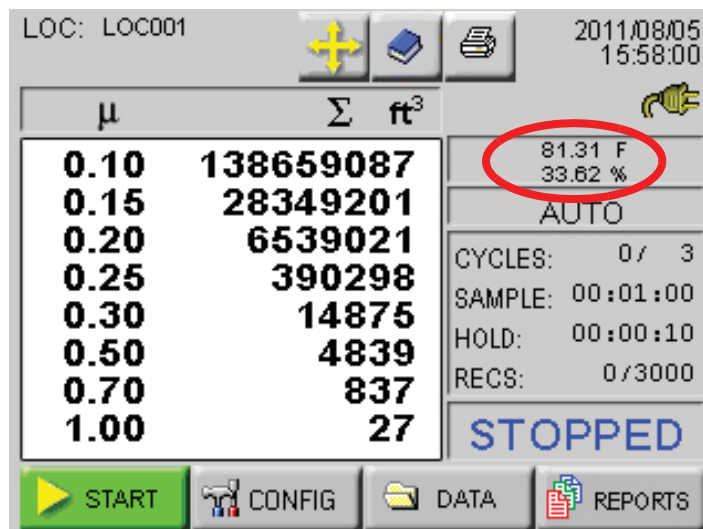 LOC: LOC001
2011/08/05
15:58:00
μ Σ ft³
0.10 138659087
0.15 28349201
0.20 6539021
0.25 390298
0.30 14875
0.50 4839
0.70 837
1.00 27
81.31 F
33.62 %
AUTO
CYCLES: 0/ 3
SAMPLE: 00:01:00
HOLD: 00:00:10
RECS: 0/3000
STOPPED
START CONFIG DATA REPORTS